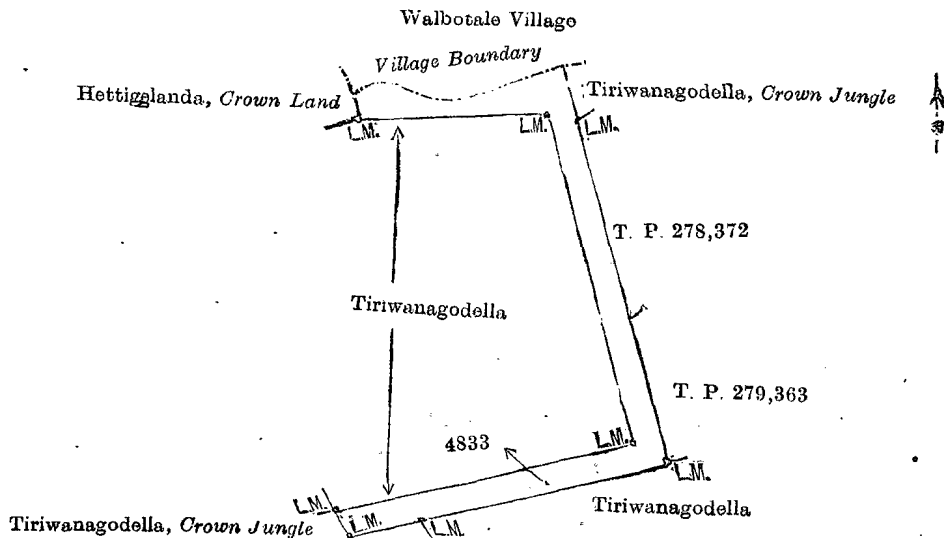 Walbotale Village
Village Boundary
Hettigelanda, Crown Land
Tiriwanagodella, Crown Jungle
L.M.
L.M.
L.M.
T. P. 278,372
Tiriwanagodella
T. P. 279,363
4833
L.M.
L.M.
L.M.
Tiriwanagodella
Tiriwanagodella, Crown Jungle
L.M.
L.M.